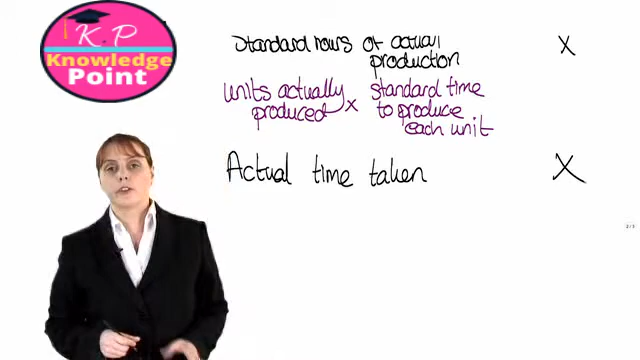 K.P
Knowledge
Point
Standard hours of actual
production
X
units actually
produced
x
standard time
to produce
each unit
Actual time taken
X